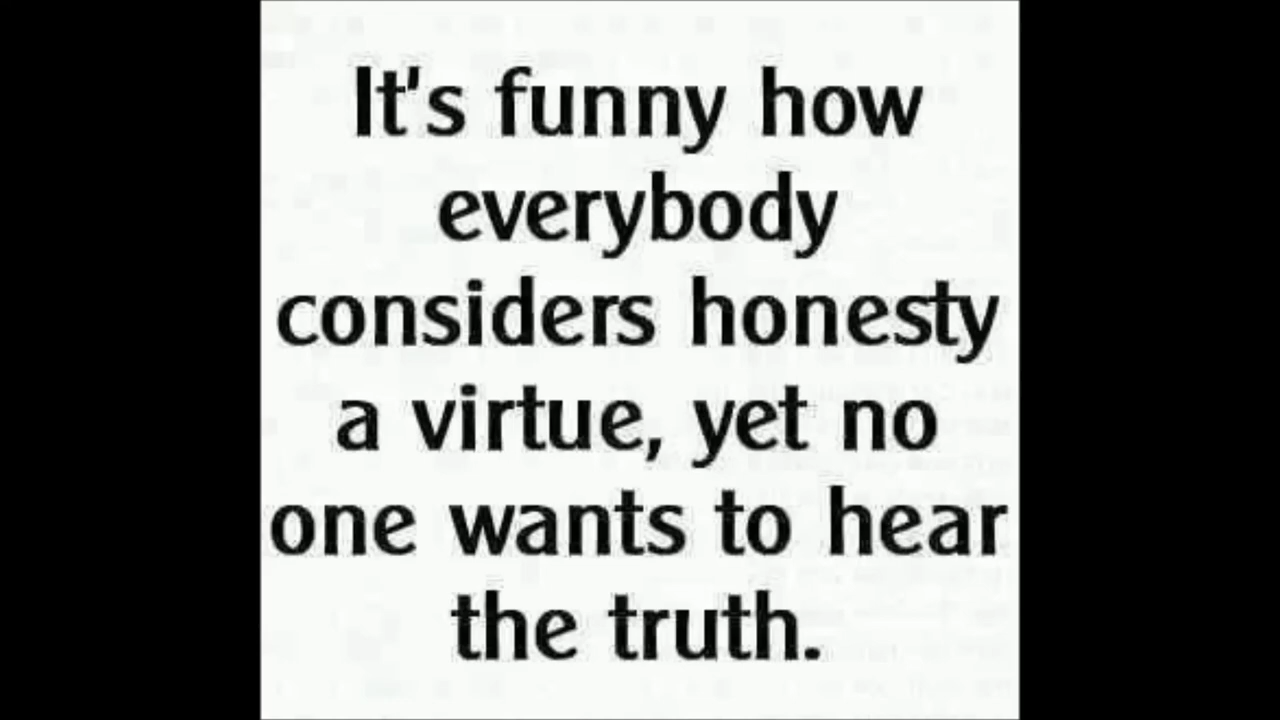 It's funny how
everybody
considers honesty
a virtue, yet no
one wants to hear
the truth.